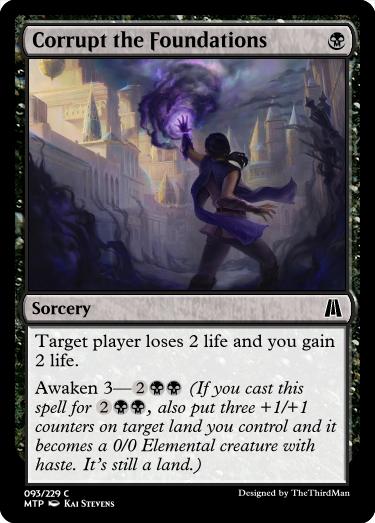 Corrupt the Foundations
Sorcery
Target player loses 2 life and you gain
2 life.
Awaken 3—2 (If you cast this
spell for 2, also put three +1/+1
counters on target land you control and it
becomes a 0/0 Elemental creature with
haste. It's still a land.)
093/229 C
MTP Kai Stevens
Designed by TheThirdMan